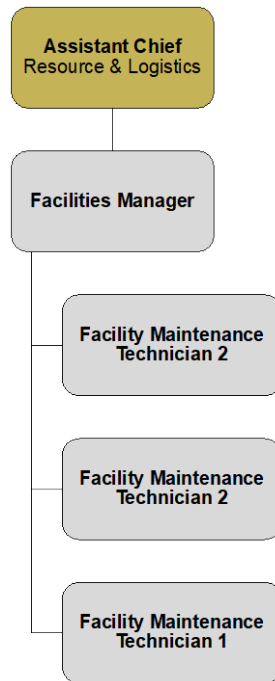 Assistant Chief
Resource & Logistics
Facilities Manager
Facility Maintenance
Technician 2
Facility Maintenance
Technician 2
Facility Maintenance
Technician 1